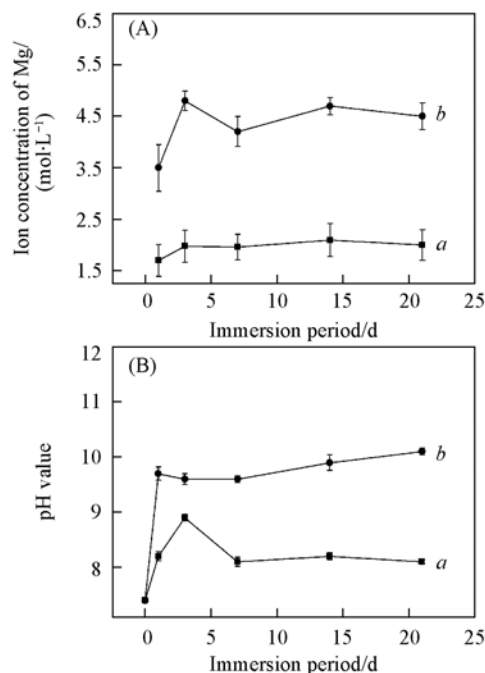 (A)
Ion concentration of Mg/
(mol·L⁻¹)
6.5
5.5
4.5
3.5
2.5
1.5
b
a
0 5 10 15 20 25
Immersion period/d
(B)
pH value
12
11
10
9
8
b
a
0 5 10 15 20 25
Immersion period/d